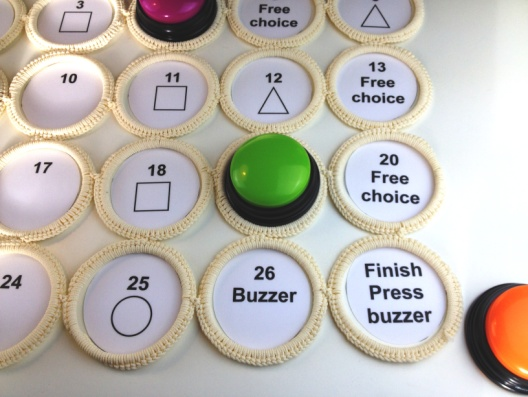 3
Free
choice
5
10
11
12
13
Free
choice
17
18
20
Free
choice
24
25
26
Buzzer
Finish
Press
buzzer